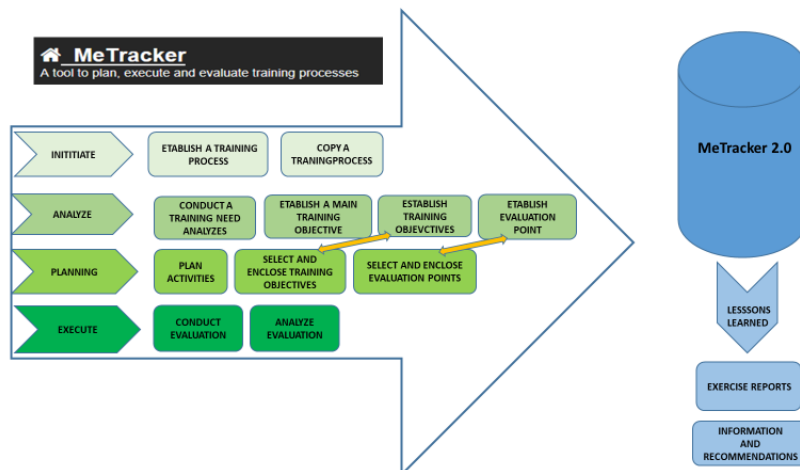 MeTracker
A tool to plan, execute and evaluate training processes
INITITIATE
ETABLISH A TRAINING
PROCESS
COPY A
TRANINGPROCESS
ANALYZE
CONDUCT A
TRAINING NEED
ANALYZES
ETABLISH A MAIN
TRAINING
OBJECTIVE
ESTABLISH
TRAINING
OBJEVCTIVES
ETABLISH
EVALUATION
POINT
PLANNING
PLAN
ACTIVITIES
SELECT AND
ENCLOSE TRAINING
OBJECTIVES
SELECT AND ENCLOSE
EVALUATION POINTS
EXECUTE
CONDUCT
EVALUATION
ANALYZE
EVALUATION
MeTracker 2.0
LESSSONS
LEARNED
EXERCISE REPORTS
INFORMATION
AND
RECOMMENDATIONS